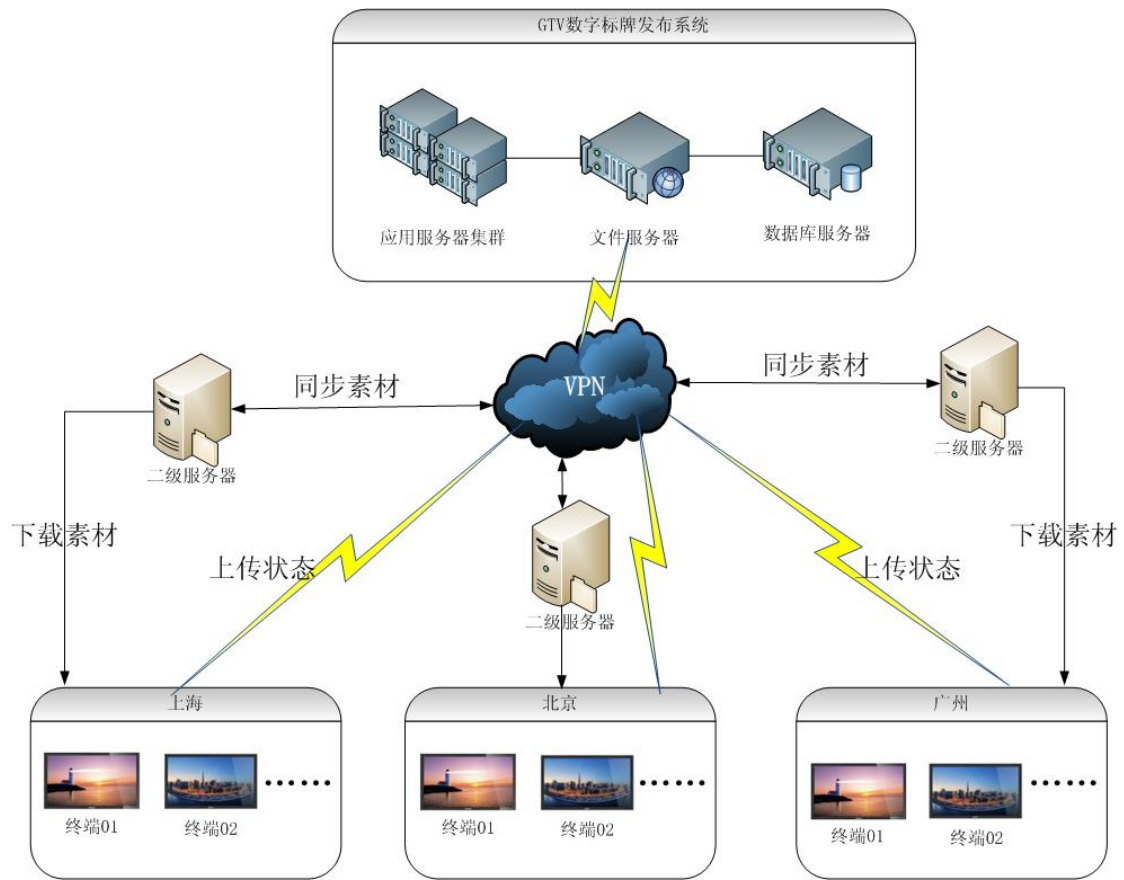 GTV数字标牌发布系统
应用服务器集群
文件服务器
数据库服务器
VPN
同步素材
同步素材
二级服务器
二级服务器
二级服务器
下载素材
下载素材
上传状态
上传状态
上海
终端01
终端02
北京
终端01
终端02
广州
终端01
终端02